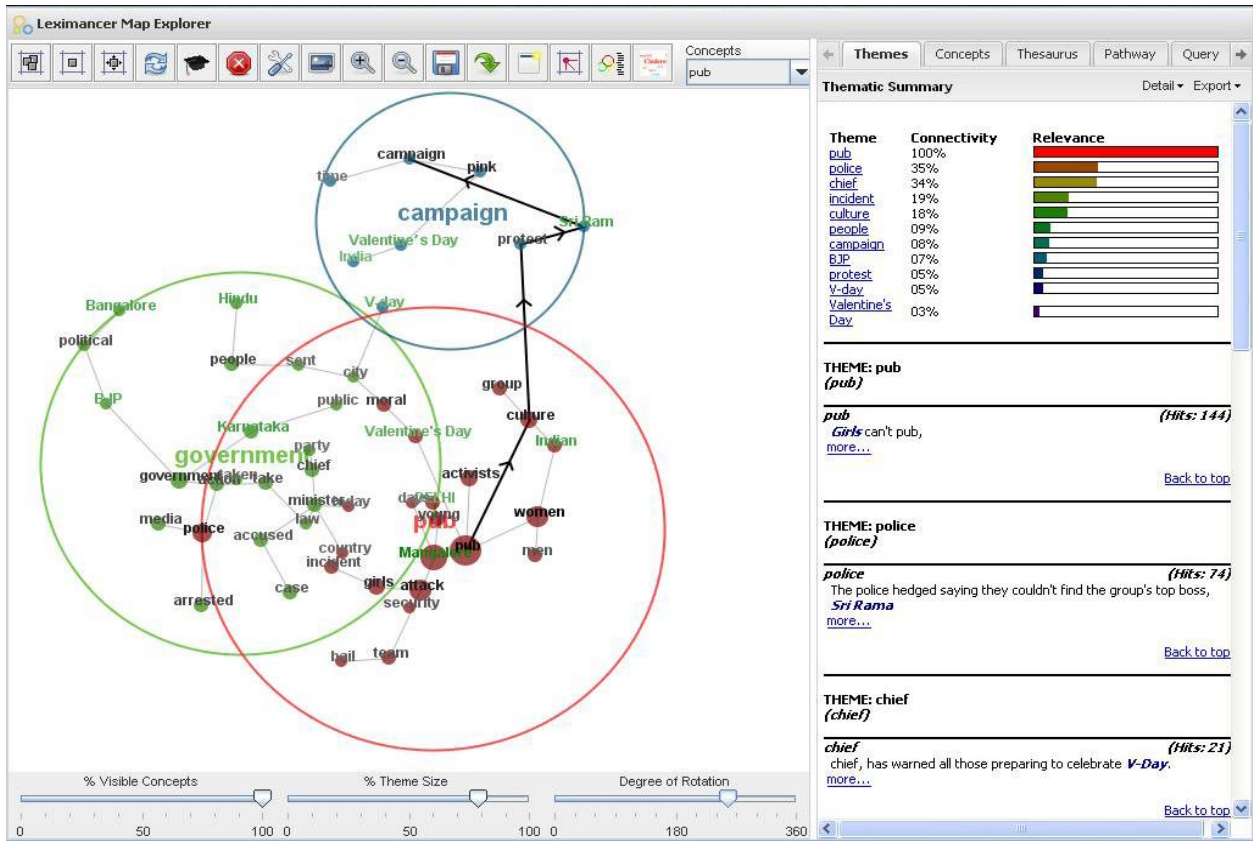 Leximancer Map Explorer
Concepts
pub
campaign
pink
time
campaign
Sri Ram
protest
Valentine's Day
India
V-day
Bangalore
Hindu
political
people
sent
city
BJP
public
moral
group
culture
Karnataka
Valentine's Day
Indian
party
government
chief
activists
government
taken
action
take
minister
DELHI
young
women
media
law
pub
police
accused
Mangalore
pub
men
country
incident
girls
attack
case
security
arrested
bail
team
% Visible Concepts
% Theme Size
Degree of Rotation
0 50 100
0 50 100
0 180 360
Themes Concepts Thesaurus Pathway Query
Thematic Summary Detail Export
Theme Connectivity Relevance
pub 100%
police 35%
chief 34%
incident 19%
culture 18%
people 09%
campaign 08%
BJP 07%
protest 05%
V-day 05%
Valentine's
Day 03%
THEME: pub
(pub)
pub (Hits: 144)
Girls can't pub,
more...
Back to top
THEME: police
(police)
police (Hits: 74)
The police hedged saying they couldn't find the group's top boss,
Sri Rama
more...
Back to top
THEME: chief
(chief)
chief (Hits: 21)
chief, has warned all those preparing to celebrate V-Day.
more...
Back to top